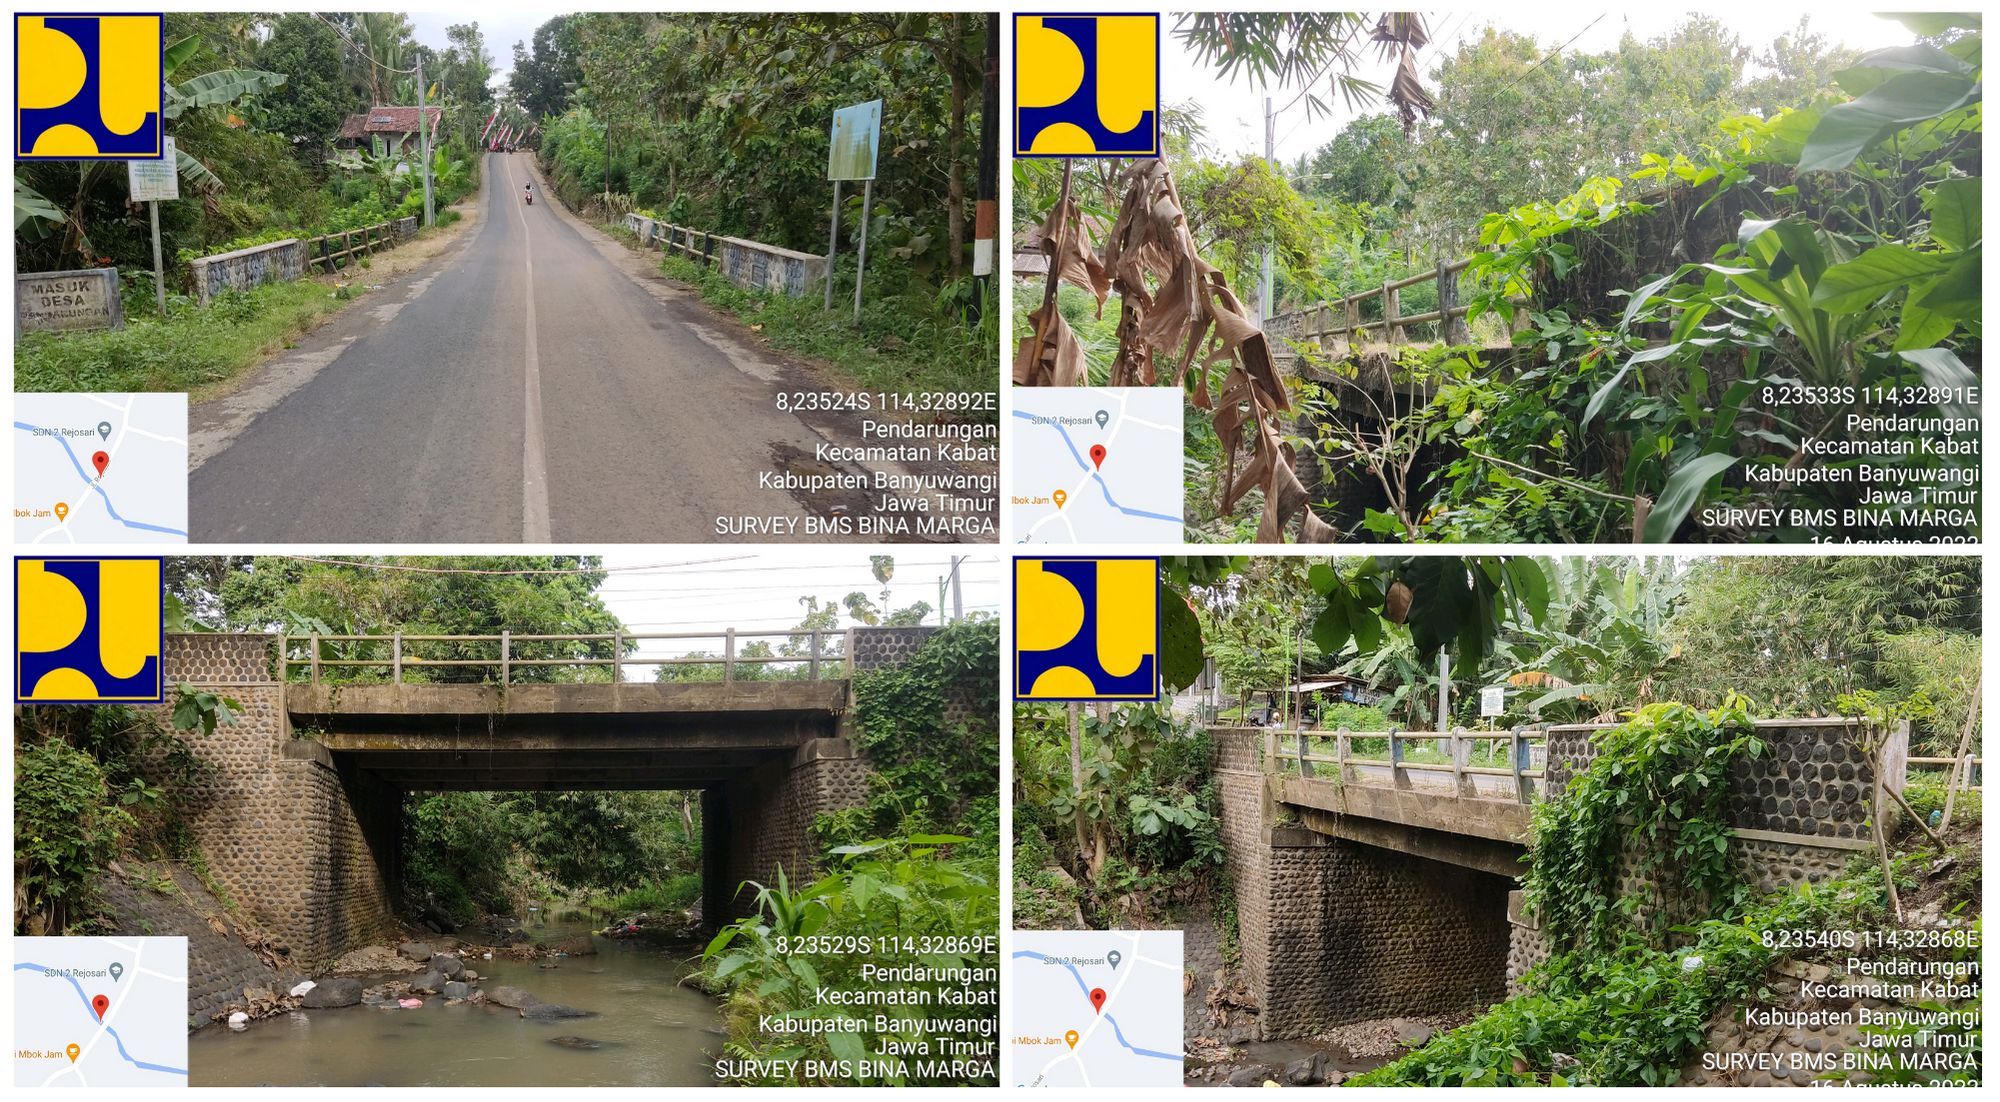 MASUK
DESA
SDN 2 Rejosari
bok Jam
8,23524S 114,32892E
Pendarungan
Kecamatan Kabat
Kabupaten Banyuwangi
Jawa Timur
SURVEY BMS BINA MARGA
SDN 2 Rejosari
Mbok Jam
8,23533S 114,32891E
Pendarungan
Kecamatan Kabat
Kabupaten Banyuwangi
Jawa Timur
SURVEY BMS BINA MARGA
SDN 2 Rejosari
i Mbok Jam
8,23529S 114,32869E
Pendarungan
Kecamatan Kabat
Kabupaten Banyuwangi
Jawa Timur
SURVEY BMS BINA MARGA
SDN 2 Rejosari
Mbok Jam
8,23540S 114,32868E
Pendarungan
Kecamatan Kabat
Kabupaten Banyuwangi
Jawa Timur
SURVEY BMS BINA MARGA